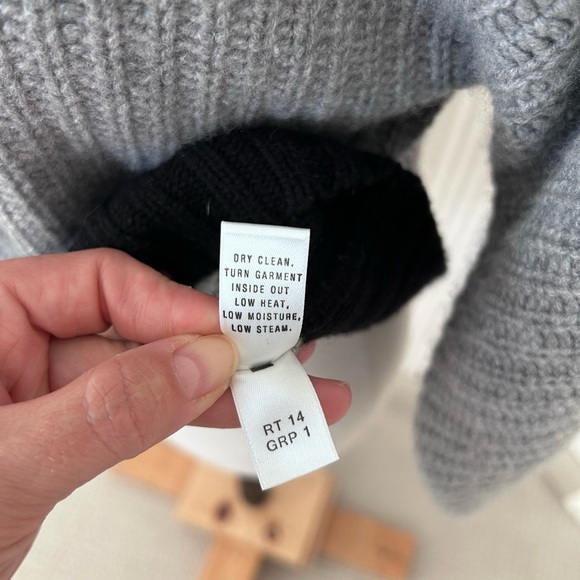 DRY CLEAN.
TURN GARMENT
INSIDE OUT
LOW HEAT,
LOW MOISTURE,
LOW STEAM.
RT 14
GRP 1